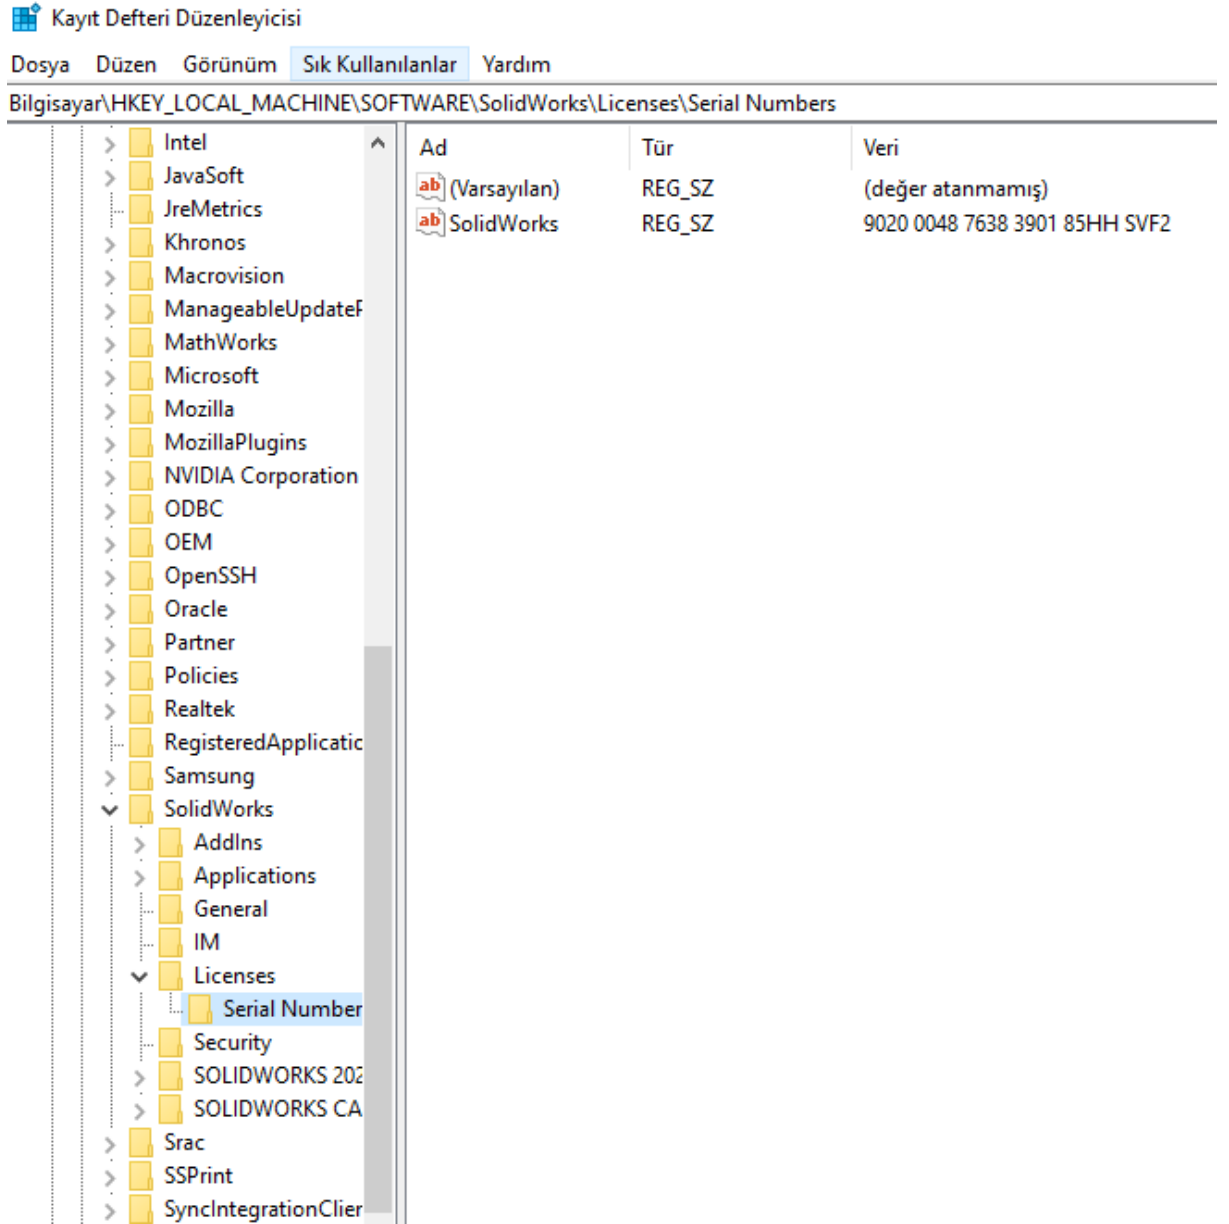 Kayıt Defteri Düzenleyicisi
Dosya Düzen Görünüm Sık Kullanılanlar Yardım
Bilgisayar\HKEY_LOCAL_MACHINE\SOFTWARE\SolidWorks\Licenses\Serial Numbers
Intel
JavaSoft
JreMetrics
Khronos
Macrovision
ManageableUpdateP
MathWorks
Microsoft
Mozilla
MozillaPlugins
NVIDIA Corporation
ODBC
OEM
OpenSSH
Oracle
Partner
Policies
Realtek
RegisteredApplicatic
Samsung
SolidWorks
AddIns
Applications
General
IM
Licenses
Serial Number
Security
SOLIDWORKS 202
SOLIDWORKS CA
Srac
SSPrint
SyncIntegrationClier
Ad Tür Veri
(Varsayılan) REG_SZ (değer atanmamış)
SolidWorks REG_SZ 9020 0048 7638 3901 85HH SVF2